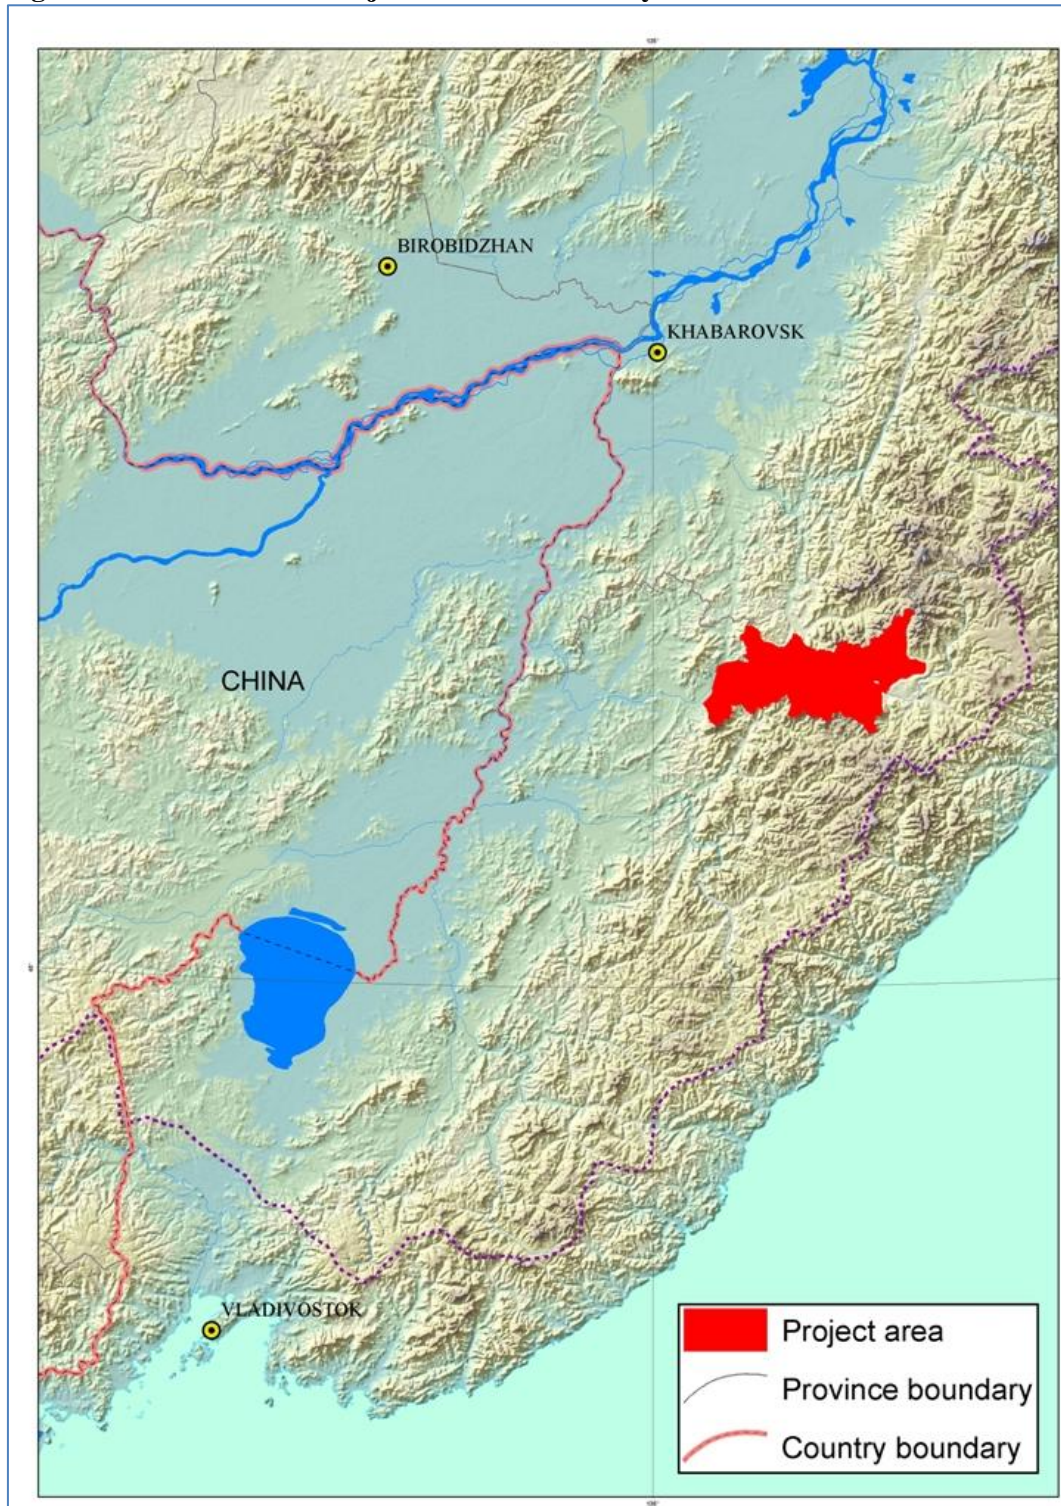 BIROBIDZHAN
KHABAROVSK
CHINA
VLADIVOSTOK
Project area
Province boundary
Country boundary